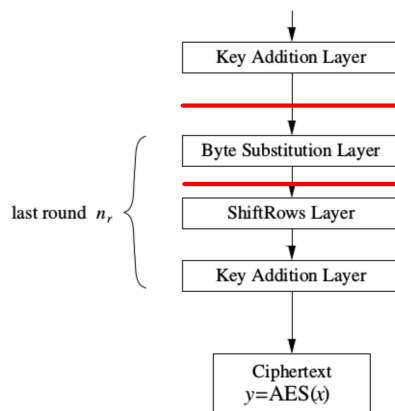 Key Addition Layer
Byte Substitution Layer
last round n_r
ShiftRows Layer
Key Addition Layer
Ciphertext
y=AES(x)